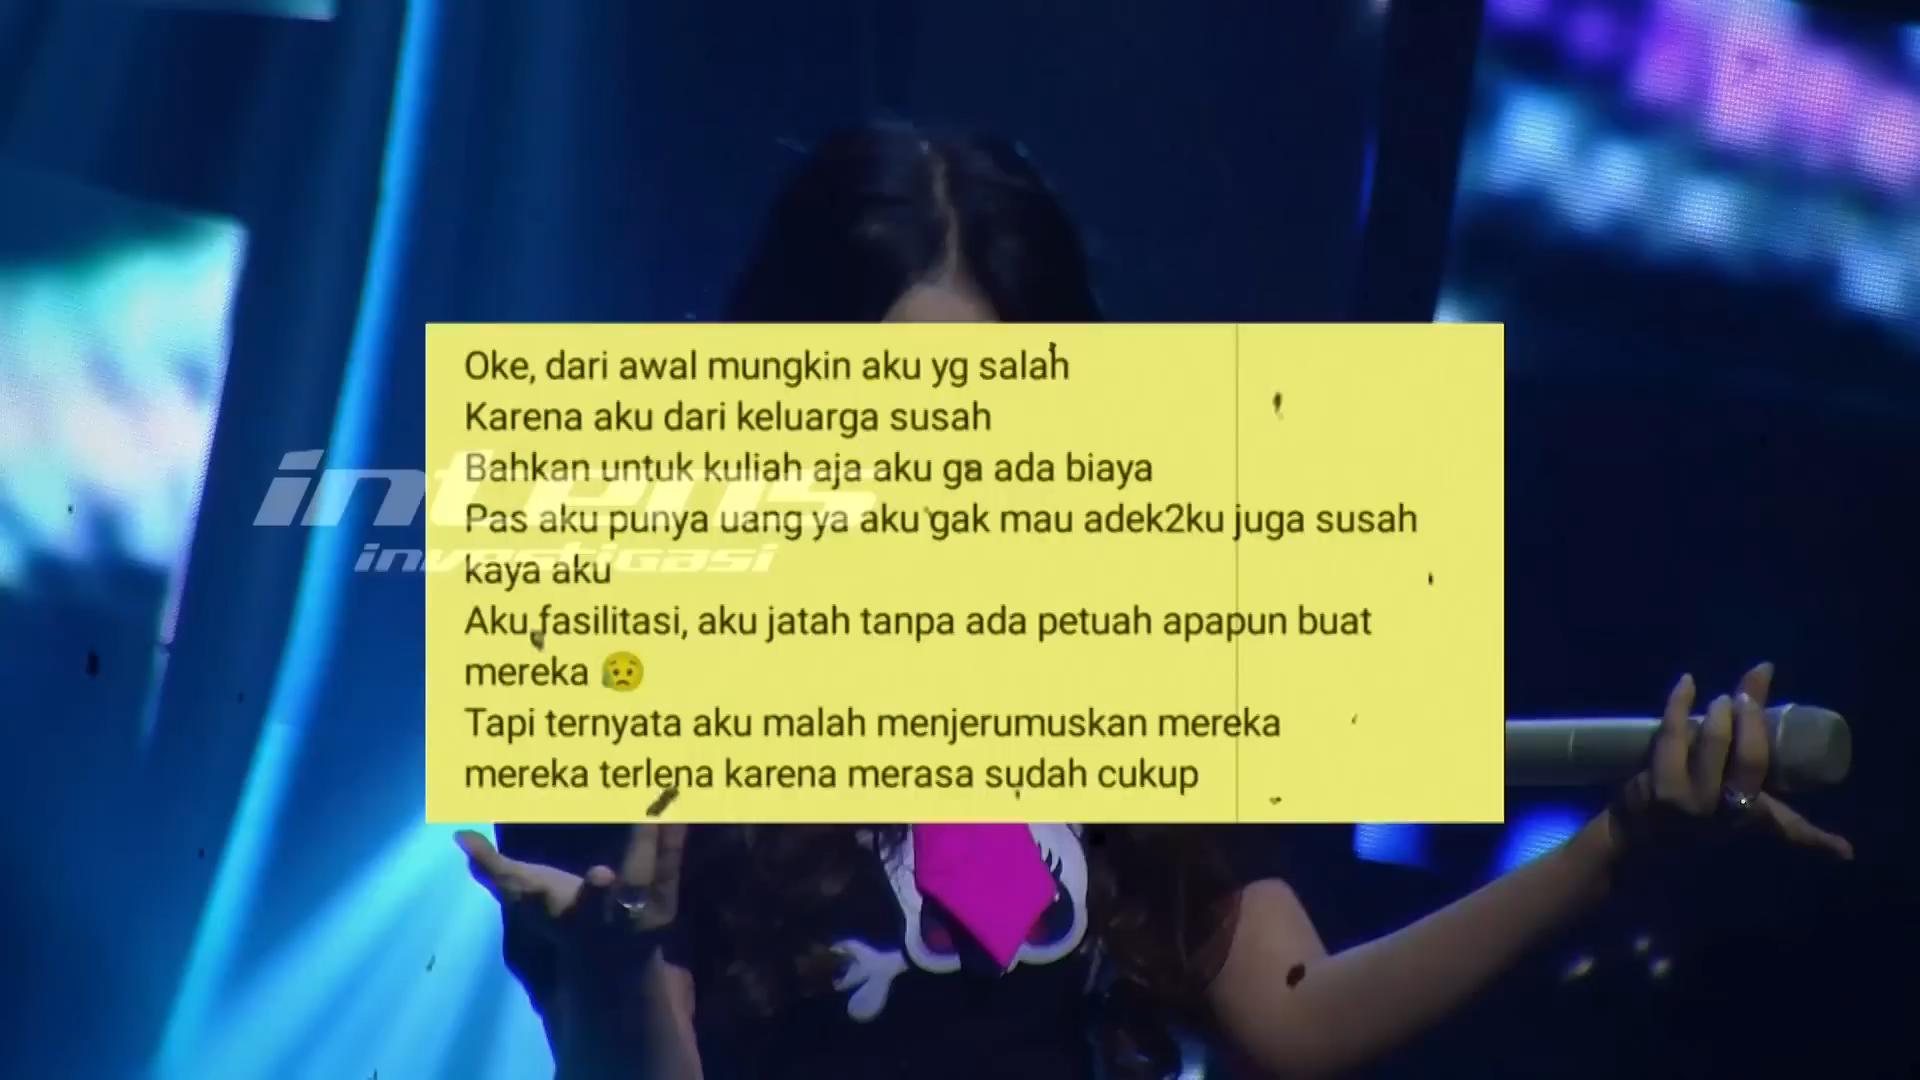 Oke, dari awal mungkin aku yg salah
Karena aku dari keluarga susah
Bahkan untuk kuliah aja aku ga ada biaya
Pas aku punya uang ya aku gak mau adek2ku juga susah
kaya aku
Aku fasilitasi, aku jatah tanpa ada petuah apapun buat
mereka 😥
Tapi ternyata aku malah menjerumuskan mereka
mereka terlena karena merasa sudah cukup
intens
investigasi